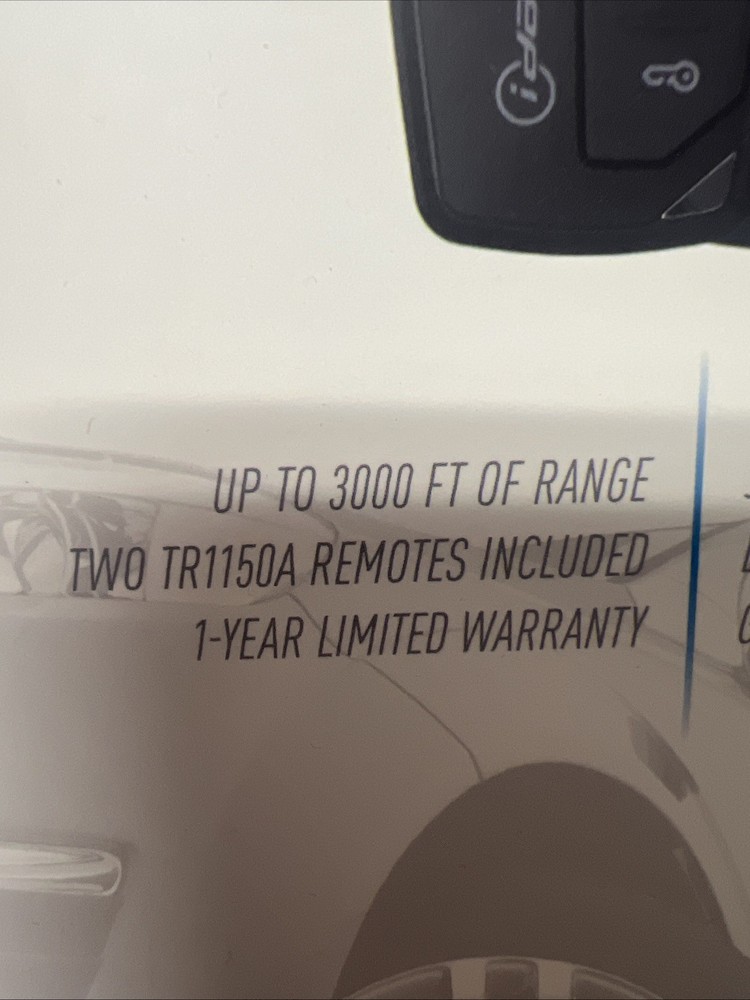 UP TO 3000 FT OF RANGE
TWO TR1150A REMOTES INCLUDED
1-YEAR LIMITED WARRANTY